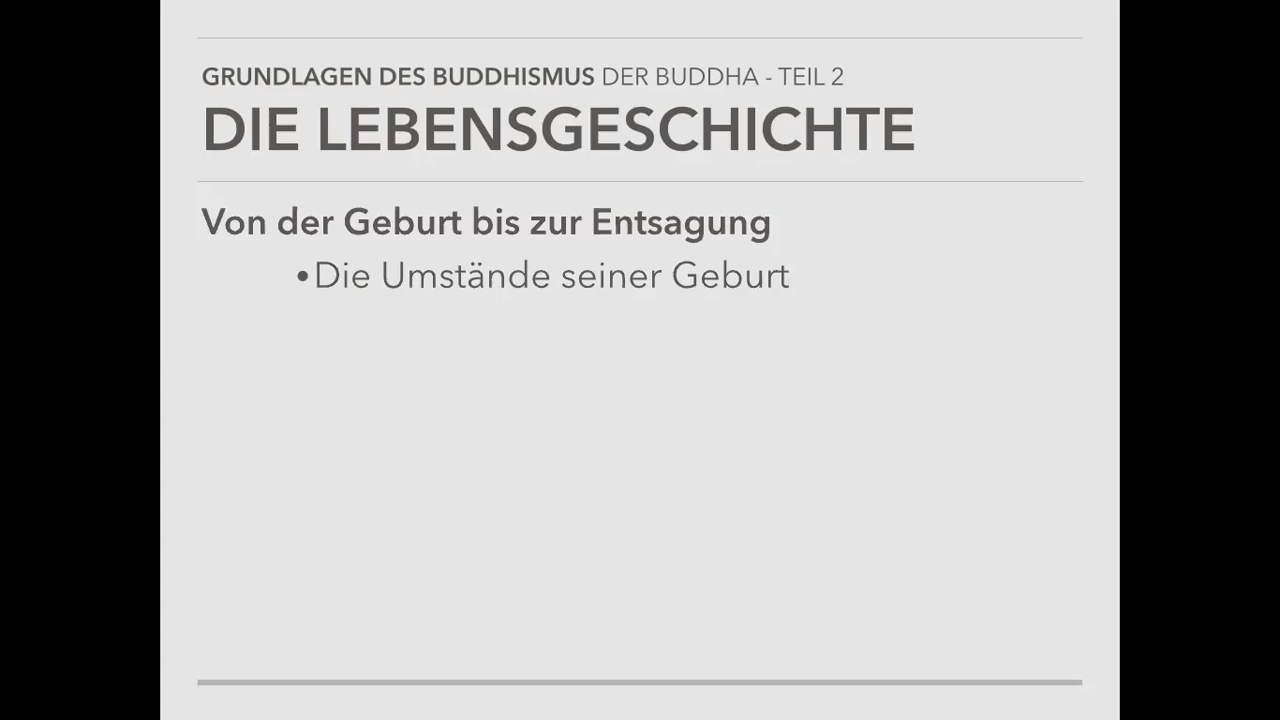 GRUNDLAGEN DES BUDDHISMUS DER BUDDHA - TEIL 2
DIE LEBENSGESCHICHTE
Von der Geburt bis zur Entsagung
•Die Umstände seiner Geburt